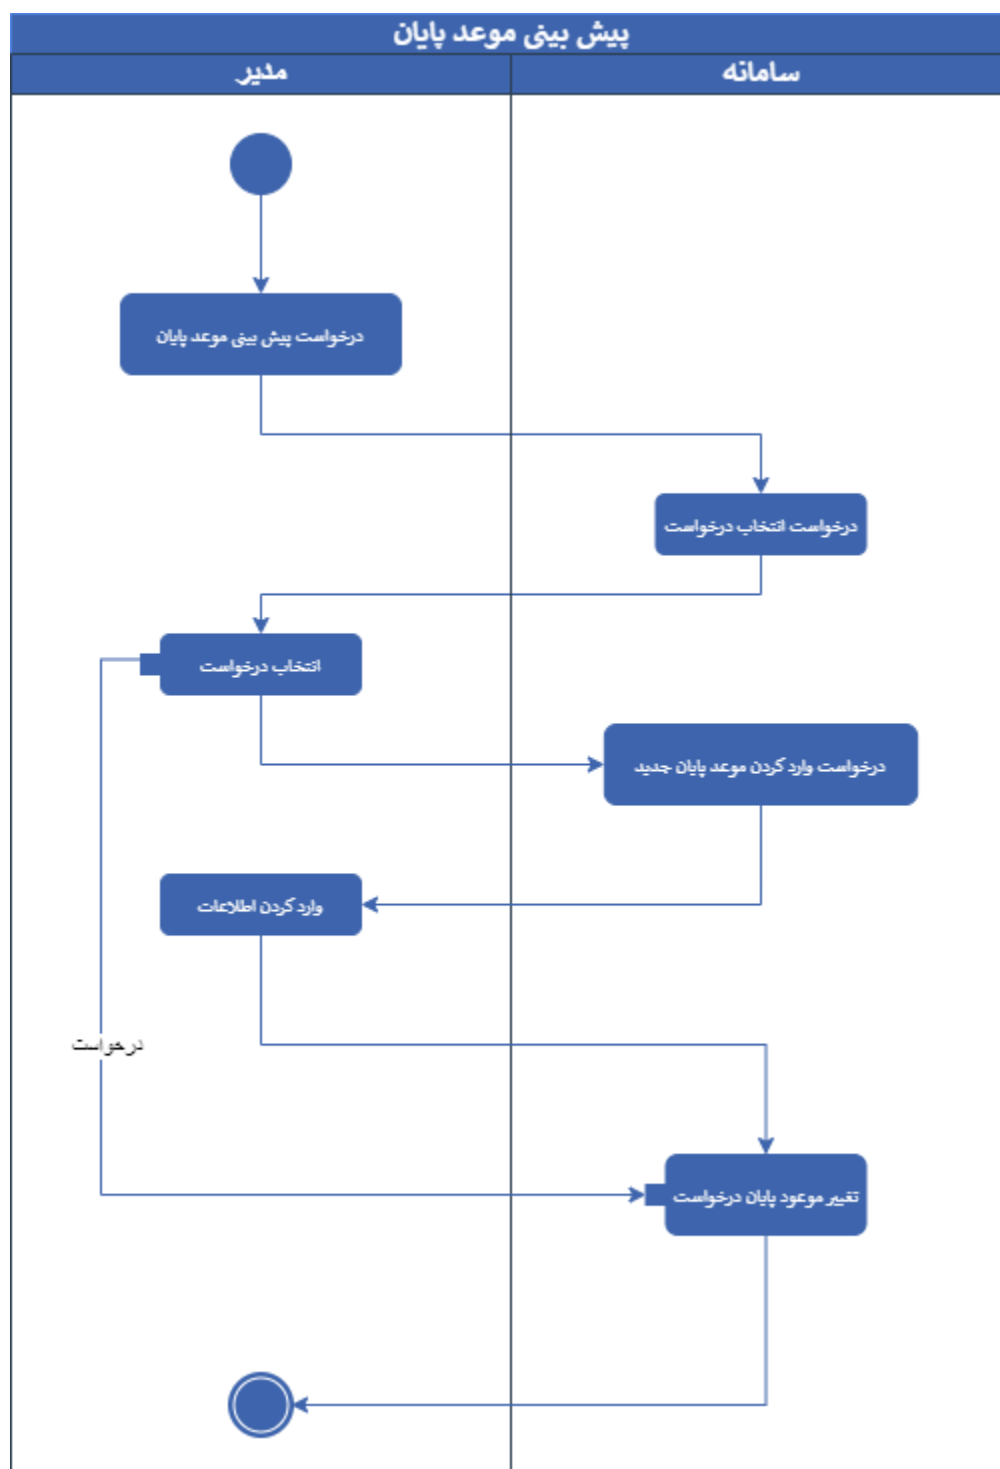 پیش بینی موعد پایان
سامانه
مدیر
درخواست پیش بینی موعد پایان
درخواست انتخاب درخواست
انتخاب درخواست
درخواست وارد کردن موعد پایان جدید
وارد کردن اطلاعات
درخواست
تغییر موعود پایان درخواست